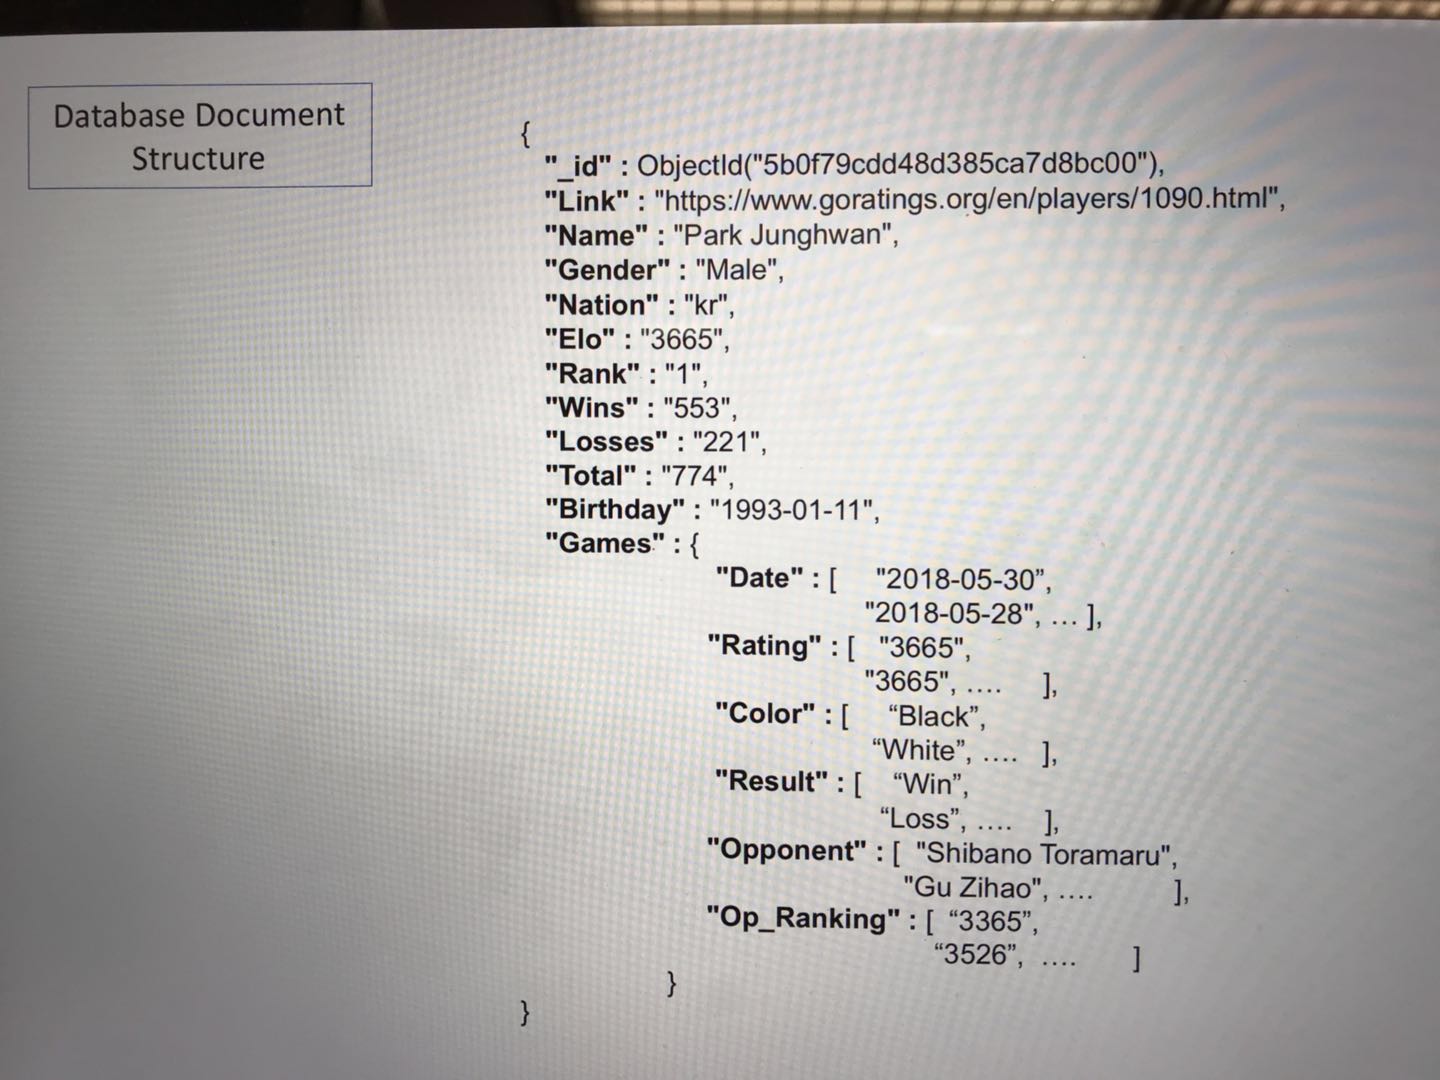 Database Document
Structure
{
"_id" : ObjectId("5b0f79cdd48d385ca7d8bc00"),
"Link" : "https://www.goratings.org/en/players/1090.html",
"Name" : "Park Junghwan",
"Gender" : "Male",
"Nation" : "kr",
"Elo" : "3665",
"Rank" : "1",
"Wins" : "553",
"Losses" : "221",
"Total" : "774",
"Birthday" : "1993-01-11",
"Games" : {
"Date" : [ "2018-05-30”,
"2018-05-28", ... ],
"Rating" : [ "3665",
"3665", .... ],
"Color" : [ “Black”,
“White”, .... ],
"Result" : [ “Win”,
“Loss”, .... ],
"Opponent" : [ "Shibano Toramaru",
"Gu Zihao", .... ],
"Op_Ranking" : [ “3365”,
“3526”, .... ]
}
}